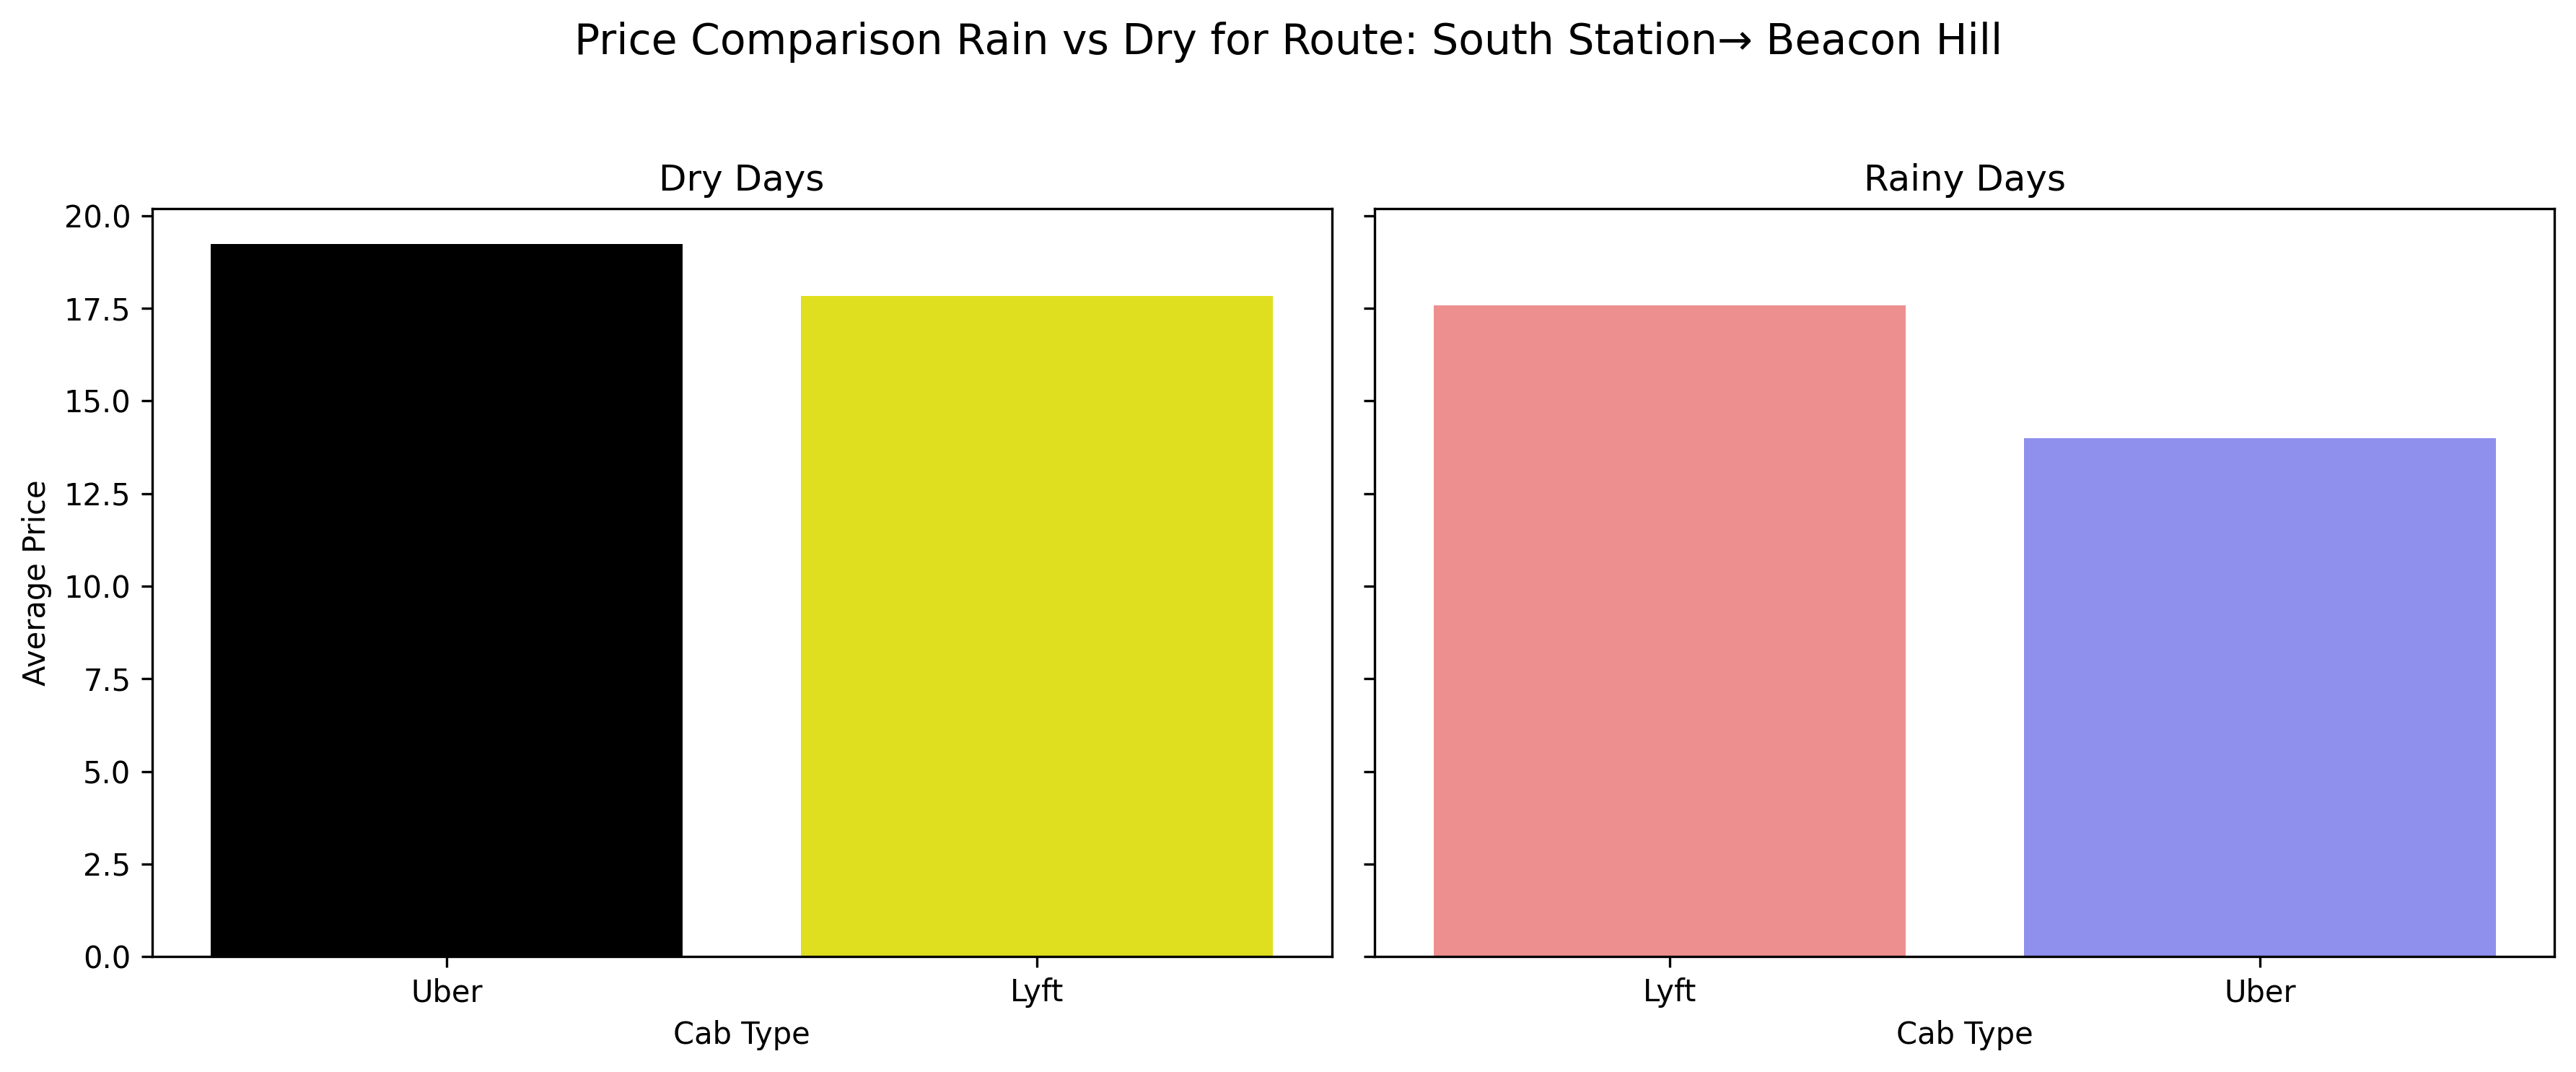 Price Comparison Rain vs Dry for Route: South Station→ Beacon Hill
Dry Days
Average Price
20.0
17.5
15.0
12.5
10.0
7.5
5.0
2.5
0.0
Uber
Lyft
Cab Type
Rainy Days
Lyft
Uber
Cab Type